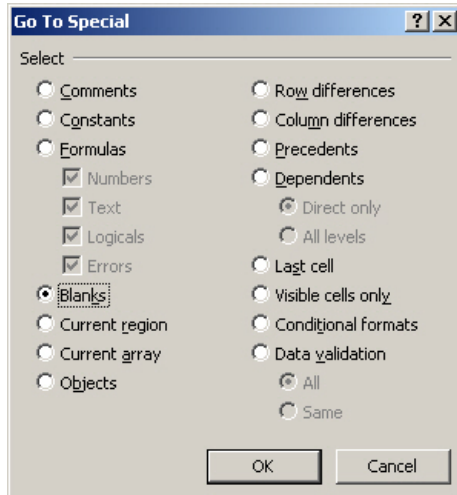 Go To Special
Select
Comments
Constants
Formulas
Numbers
Text
Logicals
Errors
Blanks
Current region
Current array
Objects
Row differences
Column differences
Precedents
Dependents
Direct only
All levels
Last cell
Visible cells only
Conditional formats
Data validation
All
Same
OK Cancel